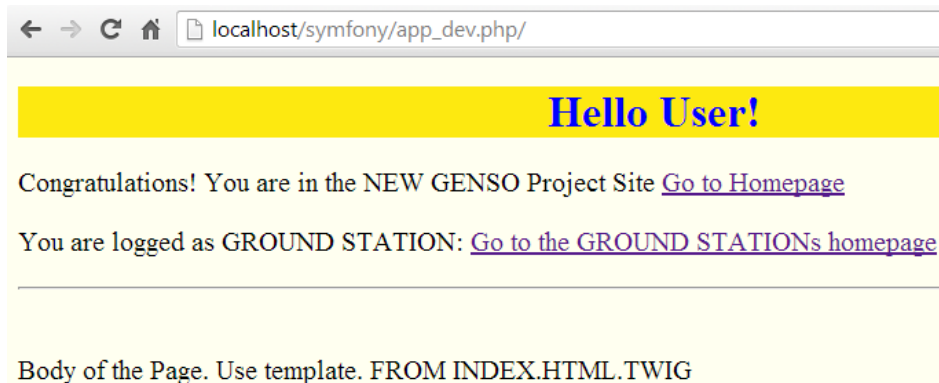 localhost/symfony/app_dev.php/
Hello User!
Congratulations! You are in the NEW GENSO Project Site Go to Homepage
You are logged as GROUND STATION: Go to the GROUND STATIONs homepage
Body of the Page. Use template. FROM INDEX.HTML.TWIG